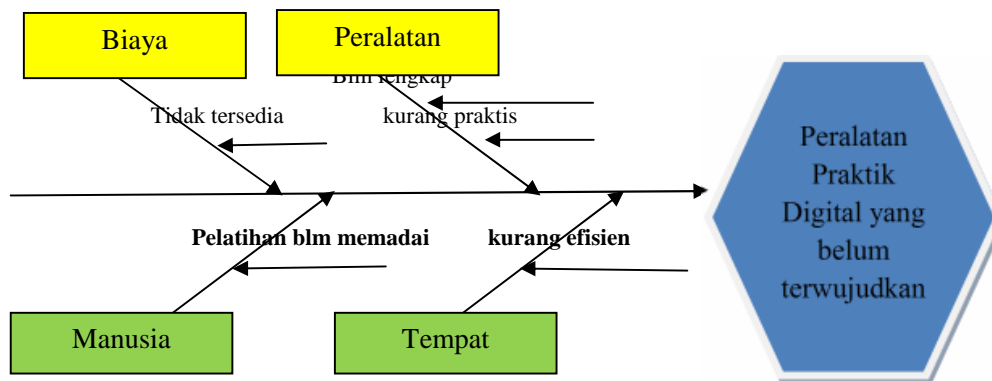 Biaya
Peralatan
Blm lengkap
Tidak tersedia
kurang praktis
Peralatan
Praktik
Digital yang
belum
terwujudkan
Pelatihan blm memadai
kurang efisien
Manusia
Tempat